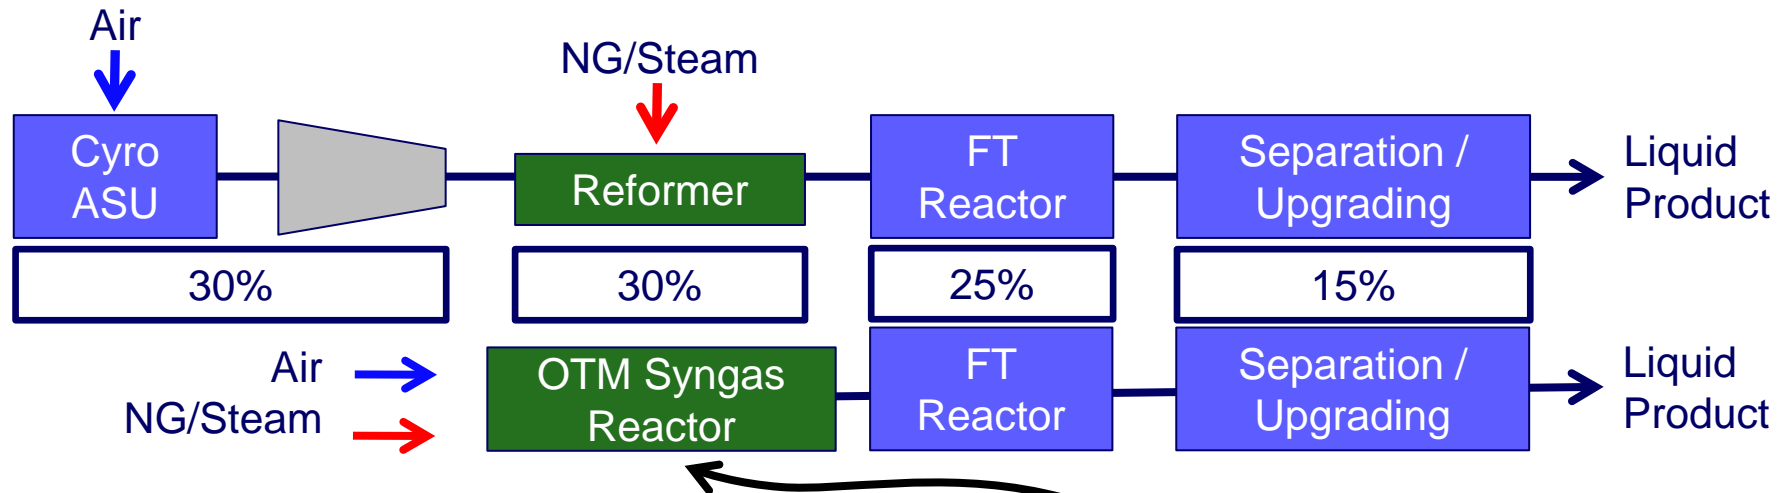 Air
NG/Steam
Cyro
ASU
Reformer
FT
Reactor
Separation /
Upgrading
Liquid
Product
30%
30%
25%
15%
Air
NG/Steam
OTM Syngas
Reactor
FT
Reactor
Separation /
Upgrading
Liquid
Product